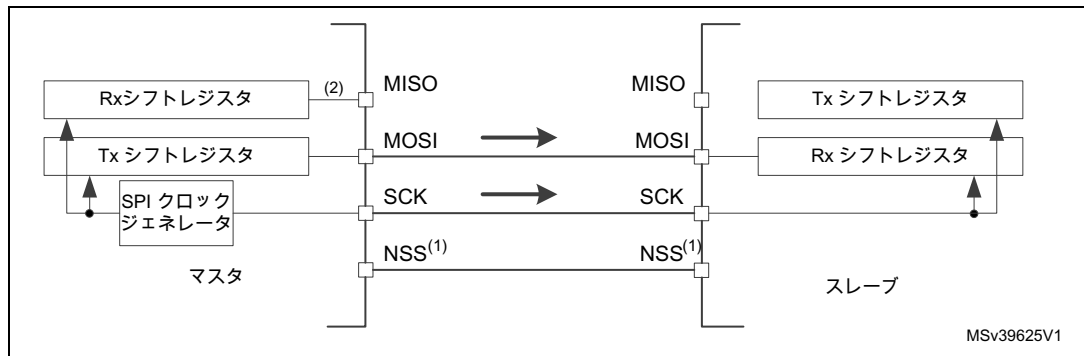 Rxシフトレジスタ
(2)
MISO
MISO
Tx シフトレジスタ
Tx シフトレジスタ
MOSI
MOSI
Rx シフトレジスタ
SPI クロック
ジェネレータ
SCK
SCK
NSS(1)
NSS(1)
マスタ
スレーブ
MSv39625V1